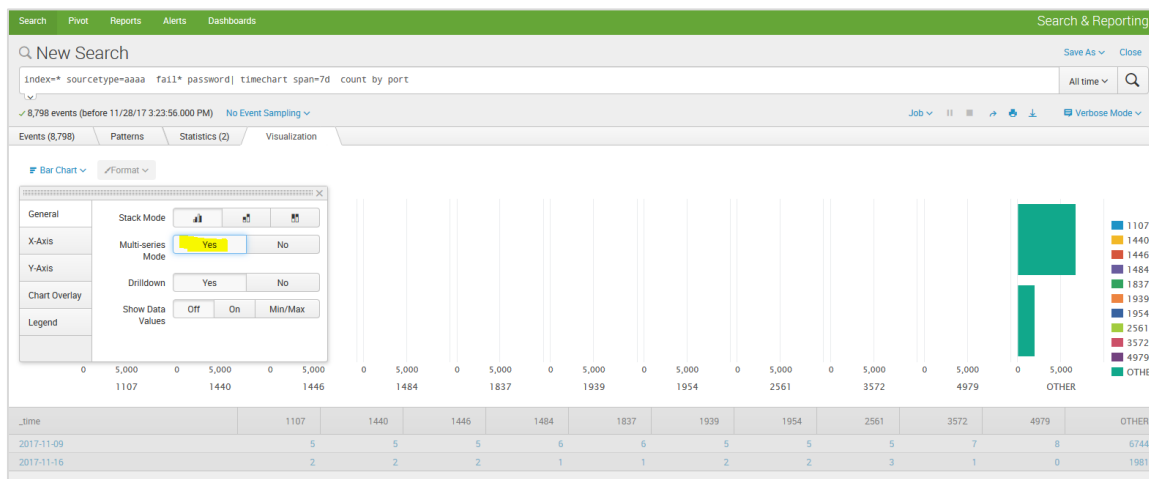 Search Pivot Reports Alerts Dashboards Search & Reporting
New Search Save As Close
index=* sourcetype=aaaa fail* password| timechart span=7d count by port All time
8,798 events (before 11/28/17 3:23:56.000 PM) No Event Sampling Job Verbose Mode
Events (8,798) Patterns Statistics (2) Visualization
Bar Chart Format
General Stack Mode
X-Axis Multi-series Mode Yes No
Y-Axis
Drilldown Yes No
Chart Overlay
Show Data Values Off On Min/Max
Legend
1107
1440
1446
1484
1837
1939
1954
2561
3572
4979
OTHE
0 5,000 0 5,000 0 5,000 0 5,000 0 5,000 0 5,000 0 5,000 0 5,000 0 5,000 0 5,000 0 5,000
1107 1440 1446 1484 1837 1939 1954 2561 3572 4979 OTHER
_time 1107 1440 1446 1484 1837 1939 1954 2561 3572 4979 OTHER
2017-11-09 5 5 5 6 6 5 5 5 7 8 6744
2017-11-16 2 2 2 1 1 2 2 3 1 0 1981